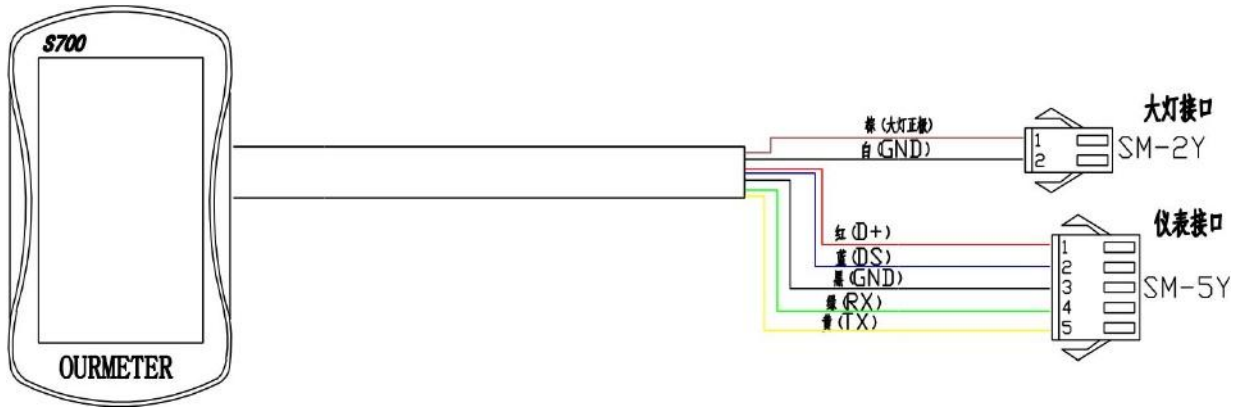 S700
OURMETER
大灯接口
棕(大灯正极)
白(GND)
1
2
SM-2Y
仪表接口
红(D+)
蓝(DS)
黑(GND)
绿(RX)
黄(TX)
1
2
3
4
5
SM-5Y